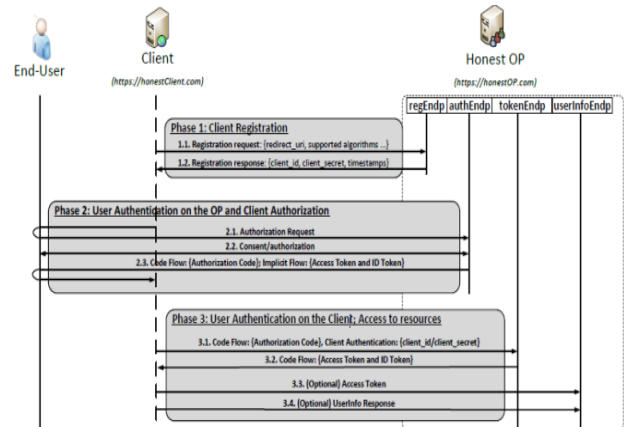 End-User
Client
(https://honestClient.com)
Honest OP
(https://honestOP.com)
regEndp authEndp tokenEndp userInfoEndp
Phase 1: Client Registration
1.1. Registration request: {redirect_uri, supported algorithms ...}
1.2. Registration response: {client_id, client_secret, timestamps}
Phase 2: User Authentication on the OP and Client Authorization
2.1. Authorization Request
2.2. Consent/authorization
2.3. Code Flow: {Authorization Code}; Implicit Flow: {Access Token and ID Token}
Phase 3: User Authentication on the Client; Access to resources
3.1. Code Flow: {Authorization Code}, Client Authentication: {client_id/client_secret}
3.2. Code Flow: {Access Token and ID Token}
3.3. (Optional) Access Token
3.4. (Optional) UserInfo Response